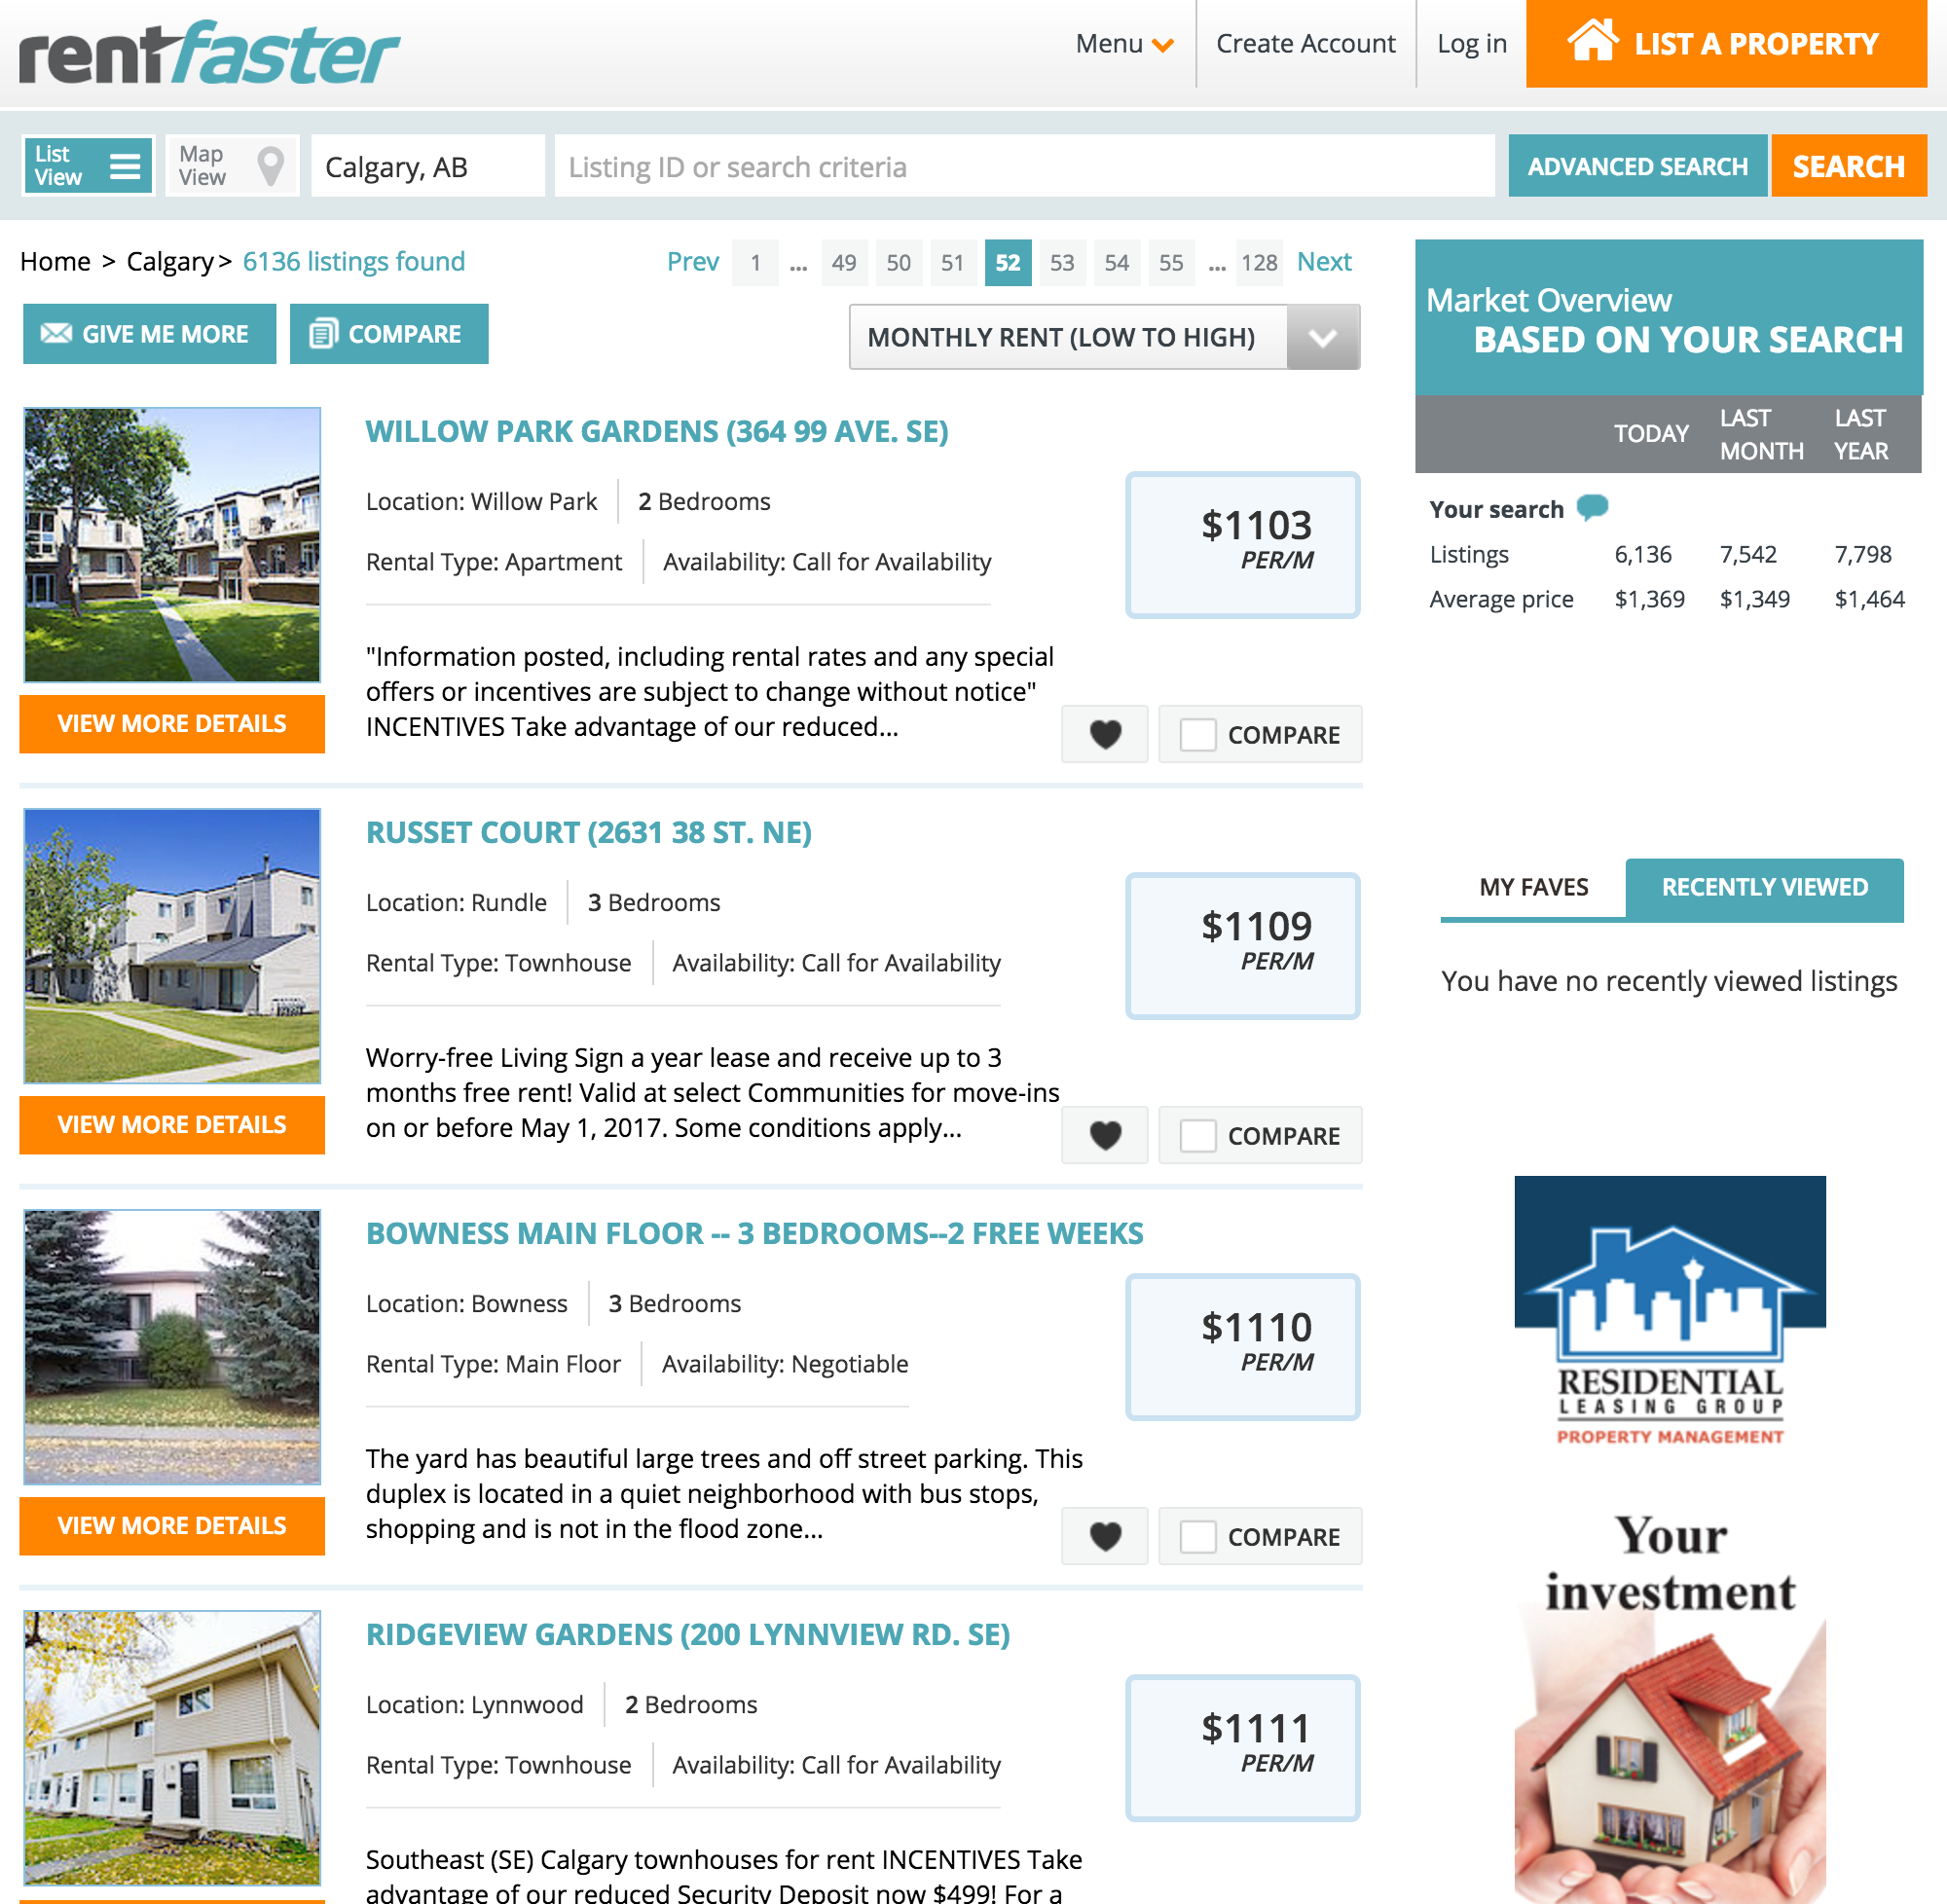 rentfaster
Menu
Create Account
Log in
LIST A PROPERTY
List
View
Map
View
Calgary, AB
Listing ID or search criteria
ADVANCED SEARCH
SEARCH
Home > Calgary > 6136 listings found
Prev 1 ... 49 50 51 52 53 54 55 ... 128 Next
GIVE ME MORE
COMPARE
MONTHLY RENT (LOW TO HIGH)
WILLOW PARK GARDENS (364 99 AVE. SE)
Location: Willow Park
2 Bedrooms
Rental Type: Apartment
Availability: Call for Availability
$1103
PER/M
"Information posted, including rental rates and any special
offers or incentives are subject to change without notice"
INCENTIVES Take advantage of our reduced...
VIEW MORE DETAILS
COMPARE
RUSSET COURT (2631 38 ST. NE)
Location: Rundle
3 Bedrooms
Rental Type: Townhouse
Availability: Call for Availability
$1109
PER/M
Worry-free Living Sign a year lease and receive up to 3
months free rent! Valid at select Communities for move-ins
on or before May 1, 2017. Some conditions apply...
VIEW MORE DETAILS
COMPARE
BOWNESS MAIN FLOOR -- 3 BEDROOMS--2 FREE WEEKS
Location: Bowness
3 Bedrooms
Rental Type: Main Floor
Availability: Negotiable
$1110
PER/M
The yard has beautiful large trees and off street parking. This
duplex is located in a quiet neighborhood with bus stops,
shopping and is not in the flood zone...
VIEW MORE DETAILS
COMPARE
RIDGEVIEW GARDENS (200 LYNNVIEW RD. SE)
Location: Lynnwood
2 Bedrooms
Rental Type: Townhouse
Availability: Call for Availability
$1111
PER/M
Southeast (SE) Calgary townhouses for rent INCENTIVES Take
advantage of our reduced Security Deposit now $499! For a
Market Overview
BASED ON YOUR SEARCH
TODAY
LAST
MONTH
LAST
YEAR
Your search
Listings 6,136 7,542 7,798
Average price $1,369 $1,349 $1,464
MY FAVES
RECENTLY VIEWED
You have no recently viewed listings
RESIDENTIAL
LEASING GROUP
PROPERTY MANAGEMENT
Your
investment